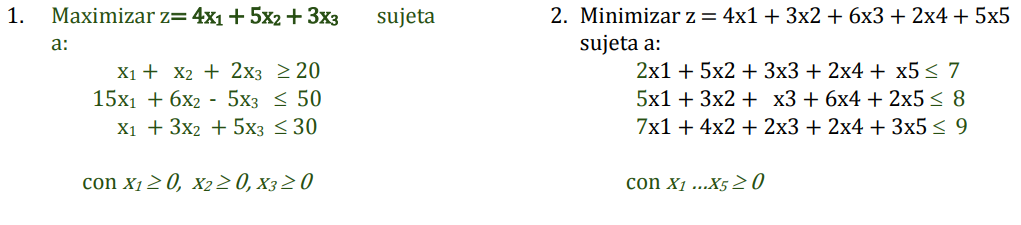 1. Maximizar z= 4x₁ + 5x₂ + 3x₃ sujeta
a:
x₁ + x₂ + 2x₃ ≥ 20
15x₁ + 6x₂ - 5x₃ ≤ 50
x₁ + 3x₂ + 5x₃ ≤ 30
con x₁ ≥ 0, x₂ ≥ 0, x₃ ≥ 0
2. Minimizar z = 4x1 + 3x2 + 6x3 + 2x4 + 5x5
sujeta a:
2x1 + 5x2 + 3x3 + 2x4 + x5 ≤ 7
5x1 + 3x2 + x3 + 6x4 + 2x5 ≤ 8
7x1 + 4x2 + 2x3 + 2x4 + 3x5 ≤ 9
con x₁ ...x₅ ≥ 0